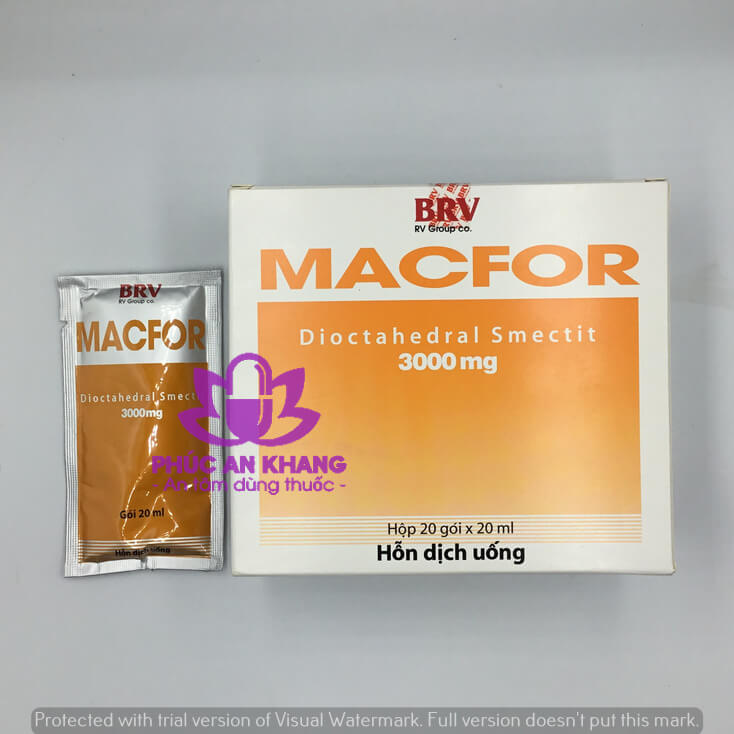 BRV
RV Group co.
MACFOR
Dioctahedral Smectit
3000mg
Gói 20 ml
Hỗn dịch uống
BRV
RV Group co.
MACFOR
Dioctahedral Smectit
3000 mg
Hộp 20 gói x 20 ml
Hỗn dịch uống
PHÚC AN KHANG
- An tâm dùng thuốc -
Protected with trial version of Visual Watermark. Full version doesn't put this mark.